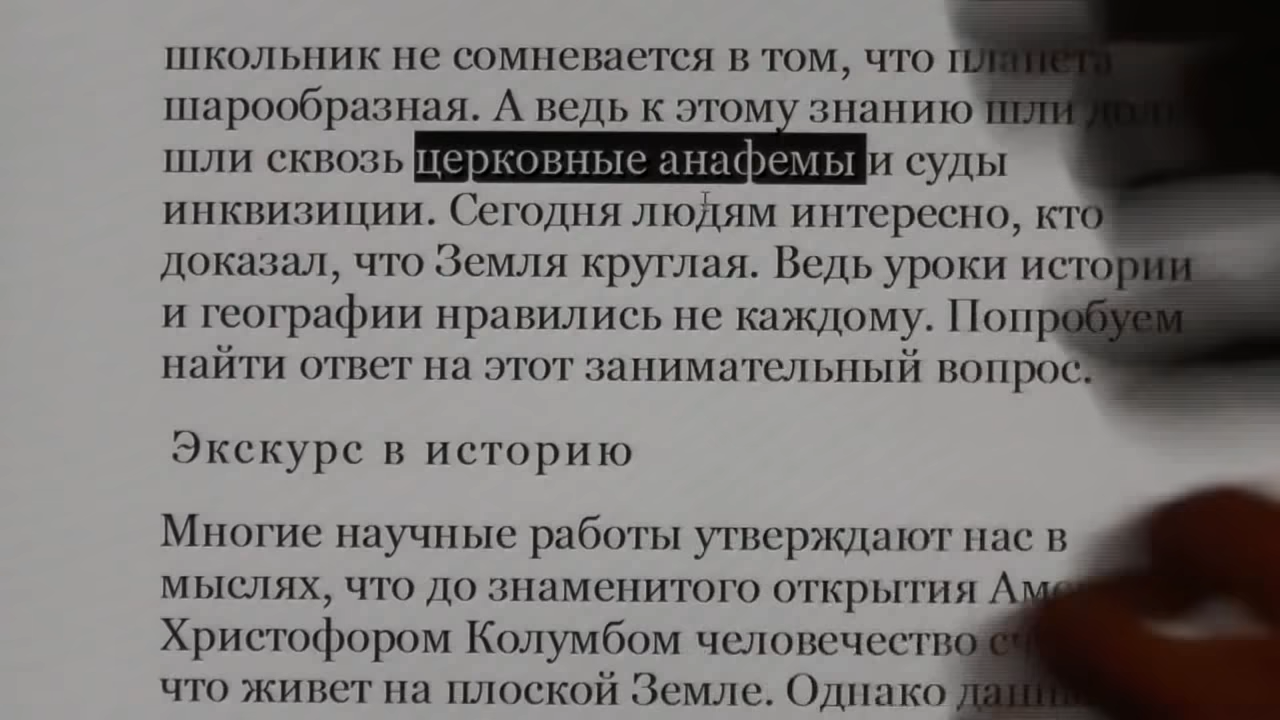 школьник не сомневается в том, что планета
шарообразная. А ведь к этому знанию шли
шли сквозь церковные анафемы и суды
инквизиции. Сегодня людям интересно, кто
доказал, что Земля круглая. Ведь уроки истории
и географии нравились не каждому. Попробуем
найти ответ на этот занимательный вопрос.
Экскурс в историю
Многие научные работы утверждают нас в
мыслях, что до знаменитого открытия
Христофором Колумбом человечество
что живет на плоской Земле. Однако